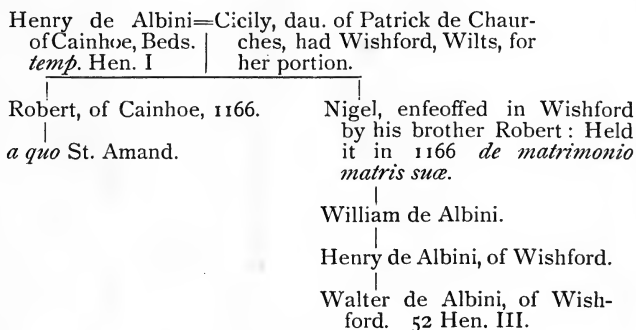 Henry de Albini=Cicily, dau. of Patrick de Chaur-
of Cainhoe, Beds. ches, had Wishford, Wilts, for
temp. Hen. I her portion.
Robert, of Cainhoe, 1166.
a quo St. Amand.
Nigel, enfeoffed in Wishford
by his brother Robert : Held
it in 1166 de matrimonio
matris suæ.
William de Albini.
Henry de Albini, of Wishford.
Walter de Albini, of Wish-
ford. 52 Hen. III.